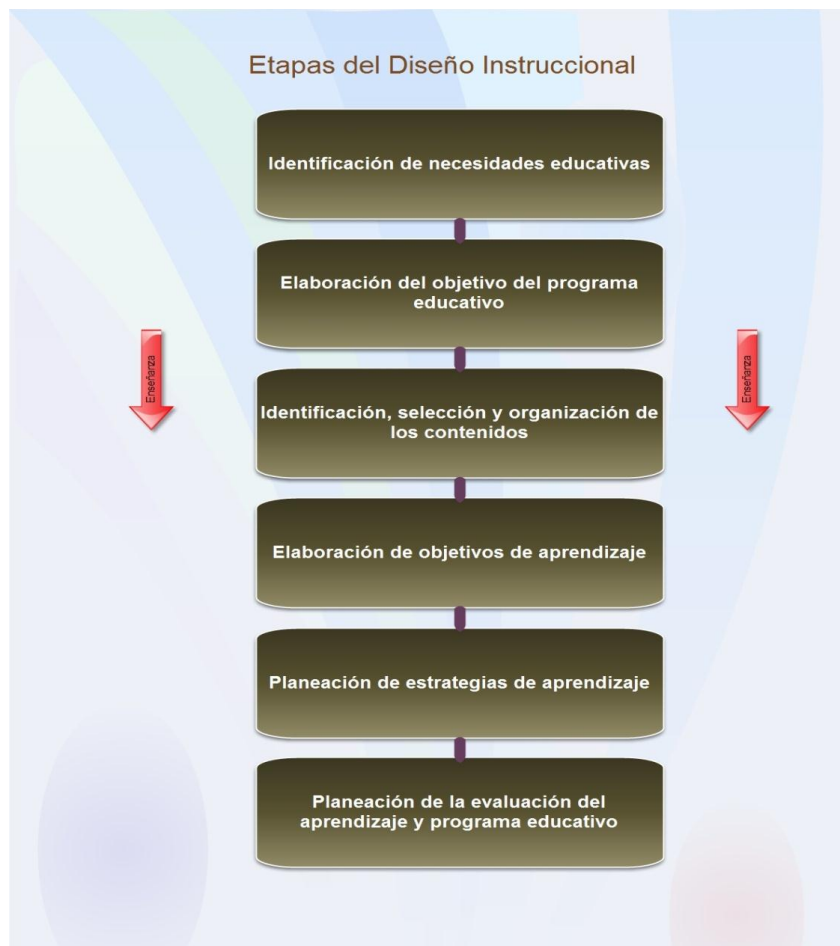 Etapas del Diseño Instruccional
Identificación de necesidades educativas
Elaboración del objetivo del programa
educativo
Enseñanza
Enseñanza
Identificación, selección y organización de
los contenidos
Elaboración de objetivos de aprendizaje
Planeación de estrategias de aprendizaje
Planeación de la evaluación del
aprendizaje y programa educativo